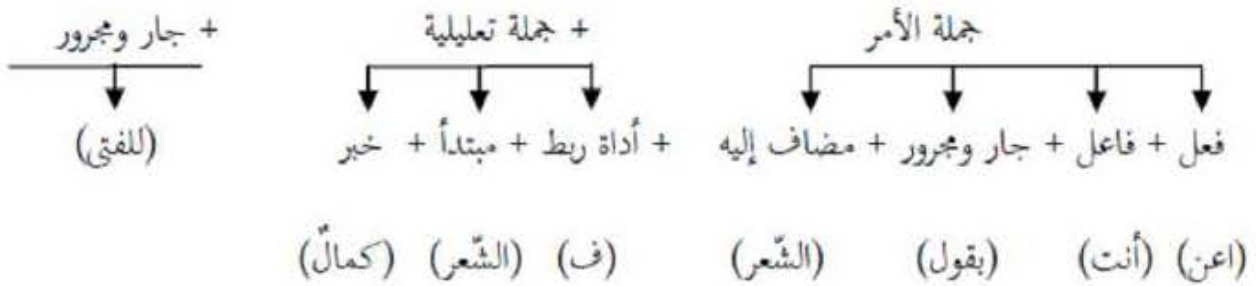 جملة الأمر + جملة تعليلية + جار ومجرور
فعل + فاعل + جار ومجرور + مضاف إليه + أداة ربط + مبتدأ + خبر (للفتى)
(اعن) (أنت) (بقول) (الشّعر) (ف) (الشّعر) (كمالٌ)